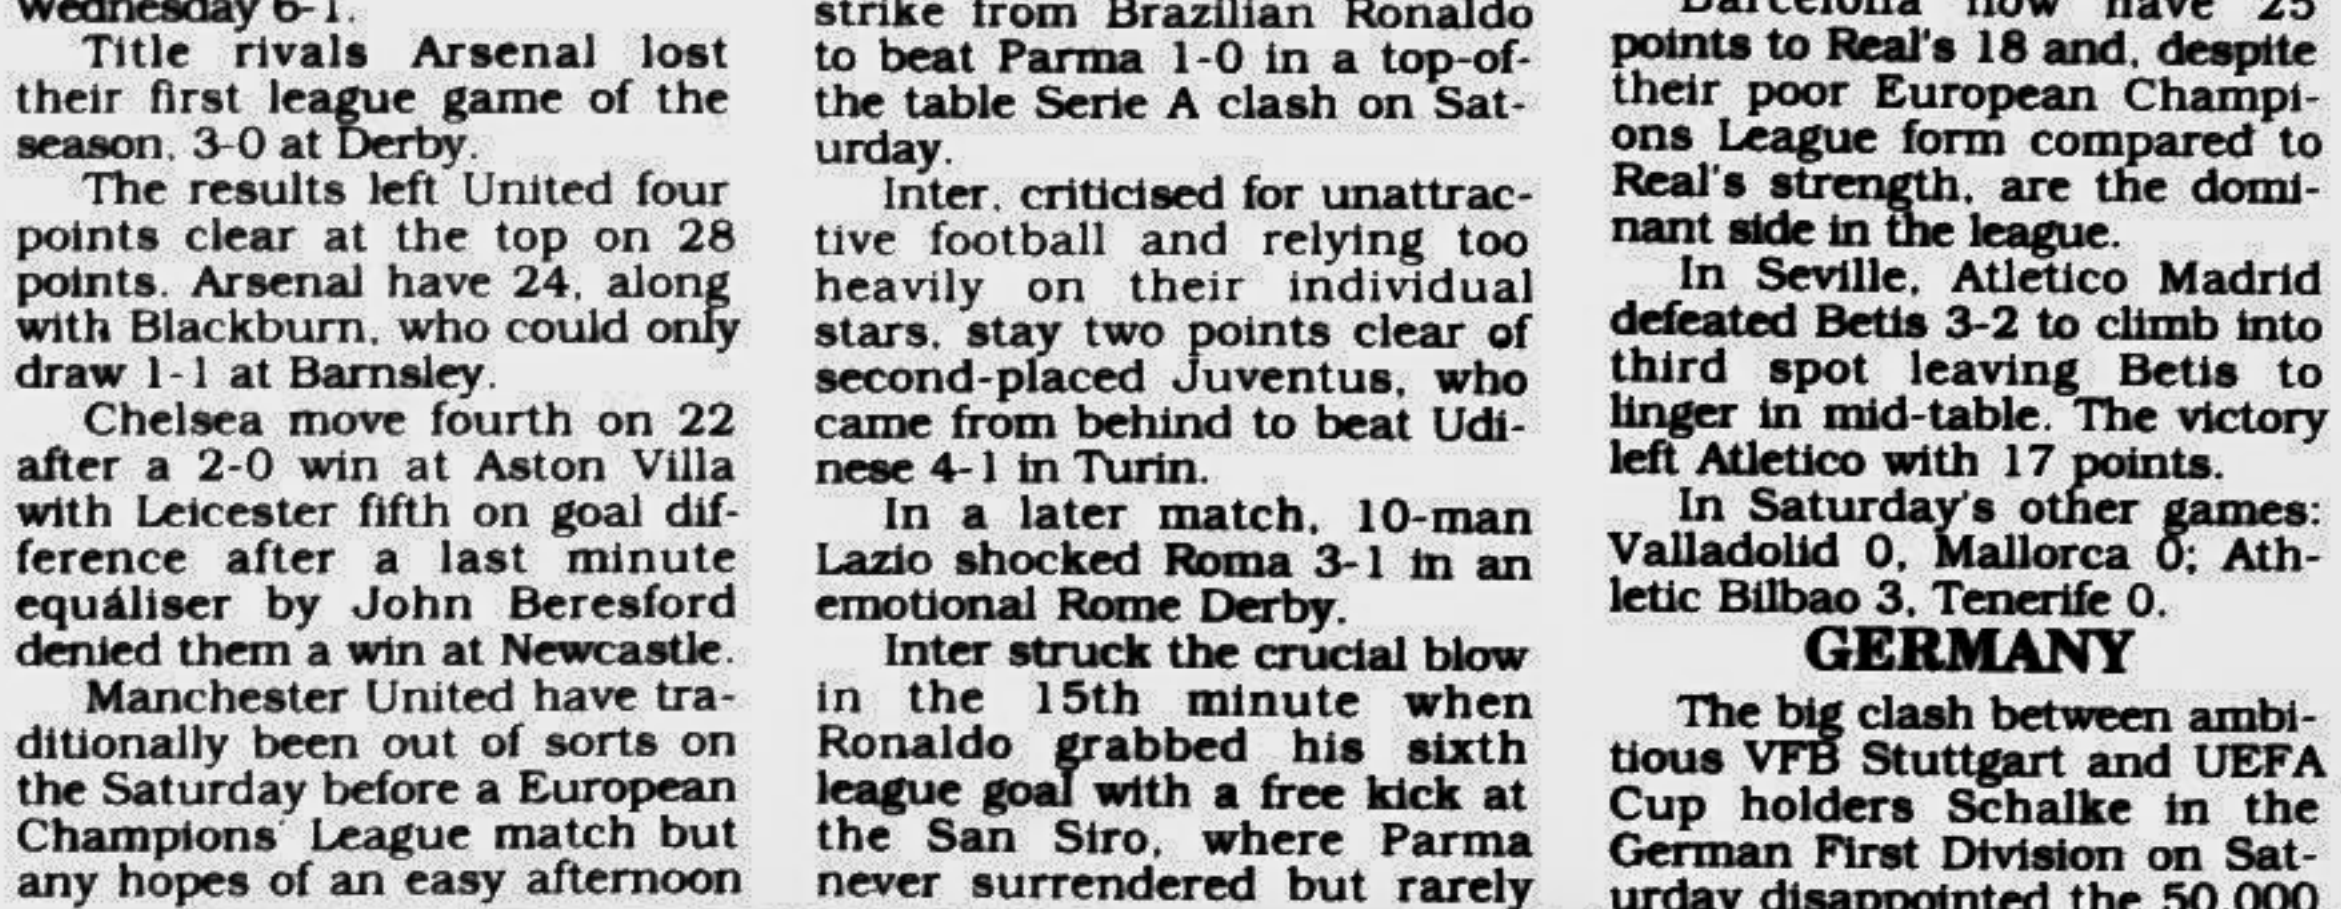 Wednesday 6-1.
Title rivals Arsenal lost
their first league game of the
season, 3-0 at Derby.
The results left United four
points clear at the top on 28
points. Arsenal have 24, along
with Blackburn, who could only
draw 1-1 at Barnsley.
Chelsea move fourth on 22
after a 2-0 win at Aston Villa
with Leicester fifth on goal dif-
ference after a last minute
equáliser by John Beresford
denied them a win at Newcastle.
Manchester United have tra-
ditionally been out of sorts on
the Saturday before a European
Champions' League match but
any hopes of an easy afternoon
strike from Brazilian Ronaldo
to beat Parma 1-0 in a top-of-
the table Serie A clash on Sat-
urday.
Inter, criticised for unattrac-
tive football and relying too
heavily on their individual
stars, stay two points clear of
second-placed Juventus, who
came from behind to beat Udi-
nese 4-1 in Turin.
In a later match, 10-man
Lazio shocked Roma 3-1 in an
emotional Rome Derby.
Inter struck the crucial blow
in the 15th minute when
Ronaldo grabbed his sixth
league goal with a free kick at
the San Siro, where Parma
never surrendered but rarely
Barcelona now have 25
points to Real's 18 and, despite
their poor European Champi-
ons League form compared to
Real's strength, are the domi-
nant side in the league.
In Seville, Atletico Madrid
defeated Betis 3-2 to climb into
third spot leaving Betis to
linger in mid-table. The victory
left Atletico with 17 points.
In Saturday's other games:
Valladolid 0, Mallorca 0; Ath-
letic Bilbao 3, Tenerife 0.
GERMANY
The big clash between ambi-
tious VFB Stuttgart and UEFA
Cup holders Schalke in the
German First Division on Sat-
urday disappointed the 50,000